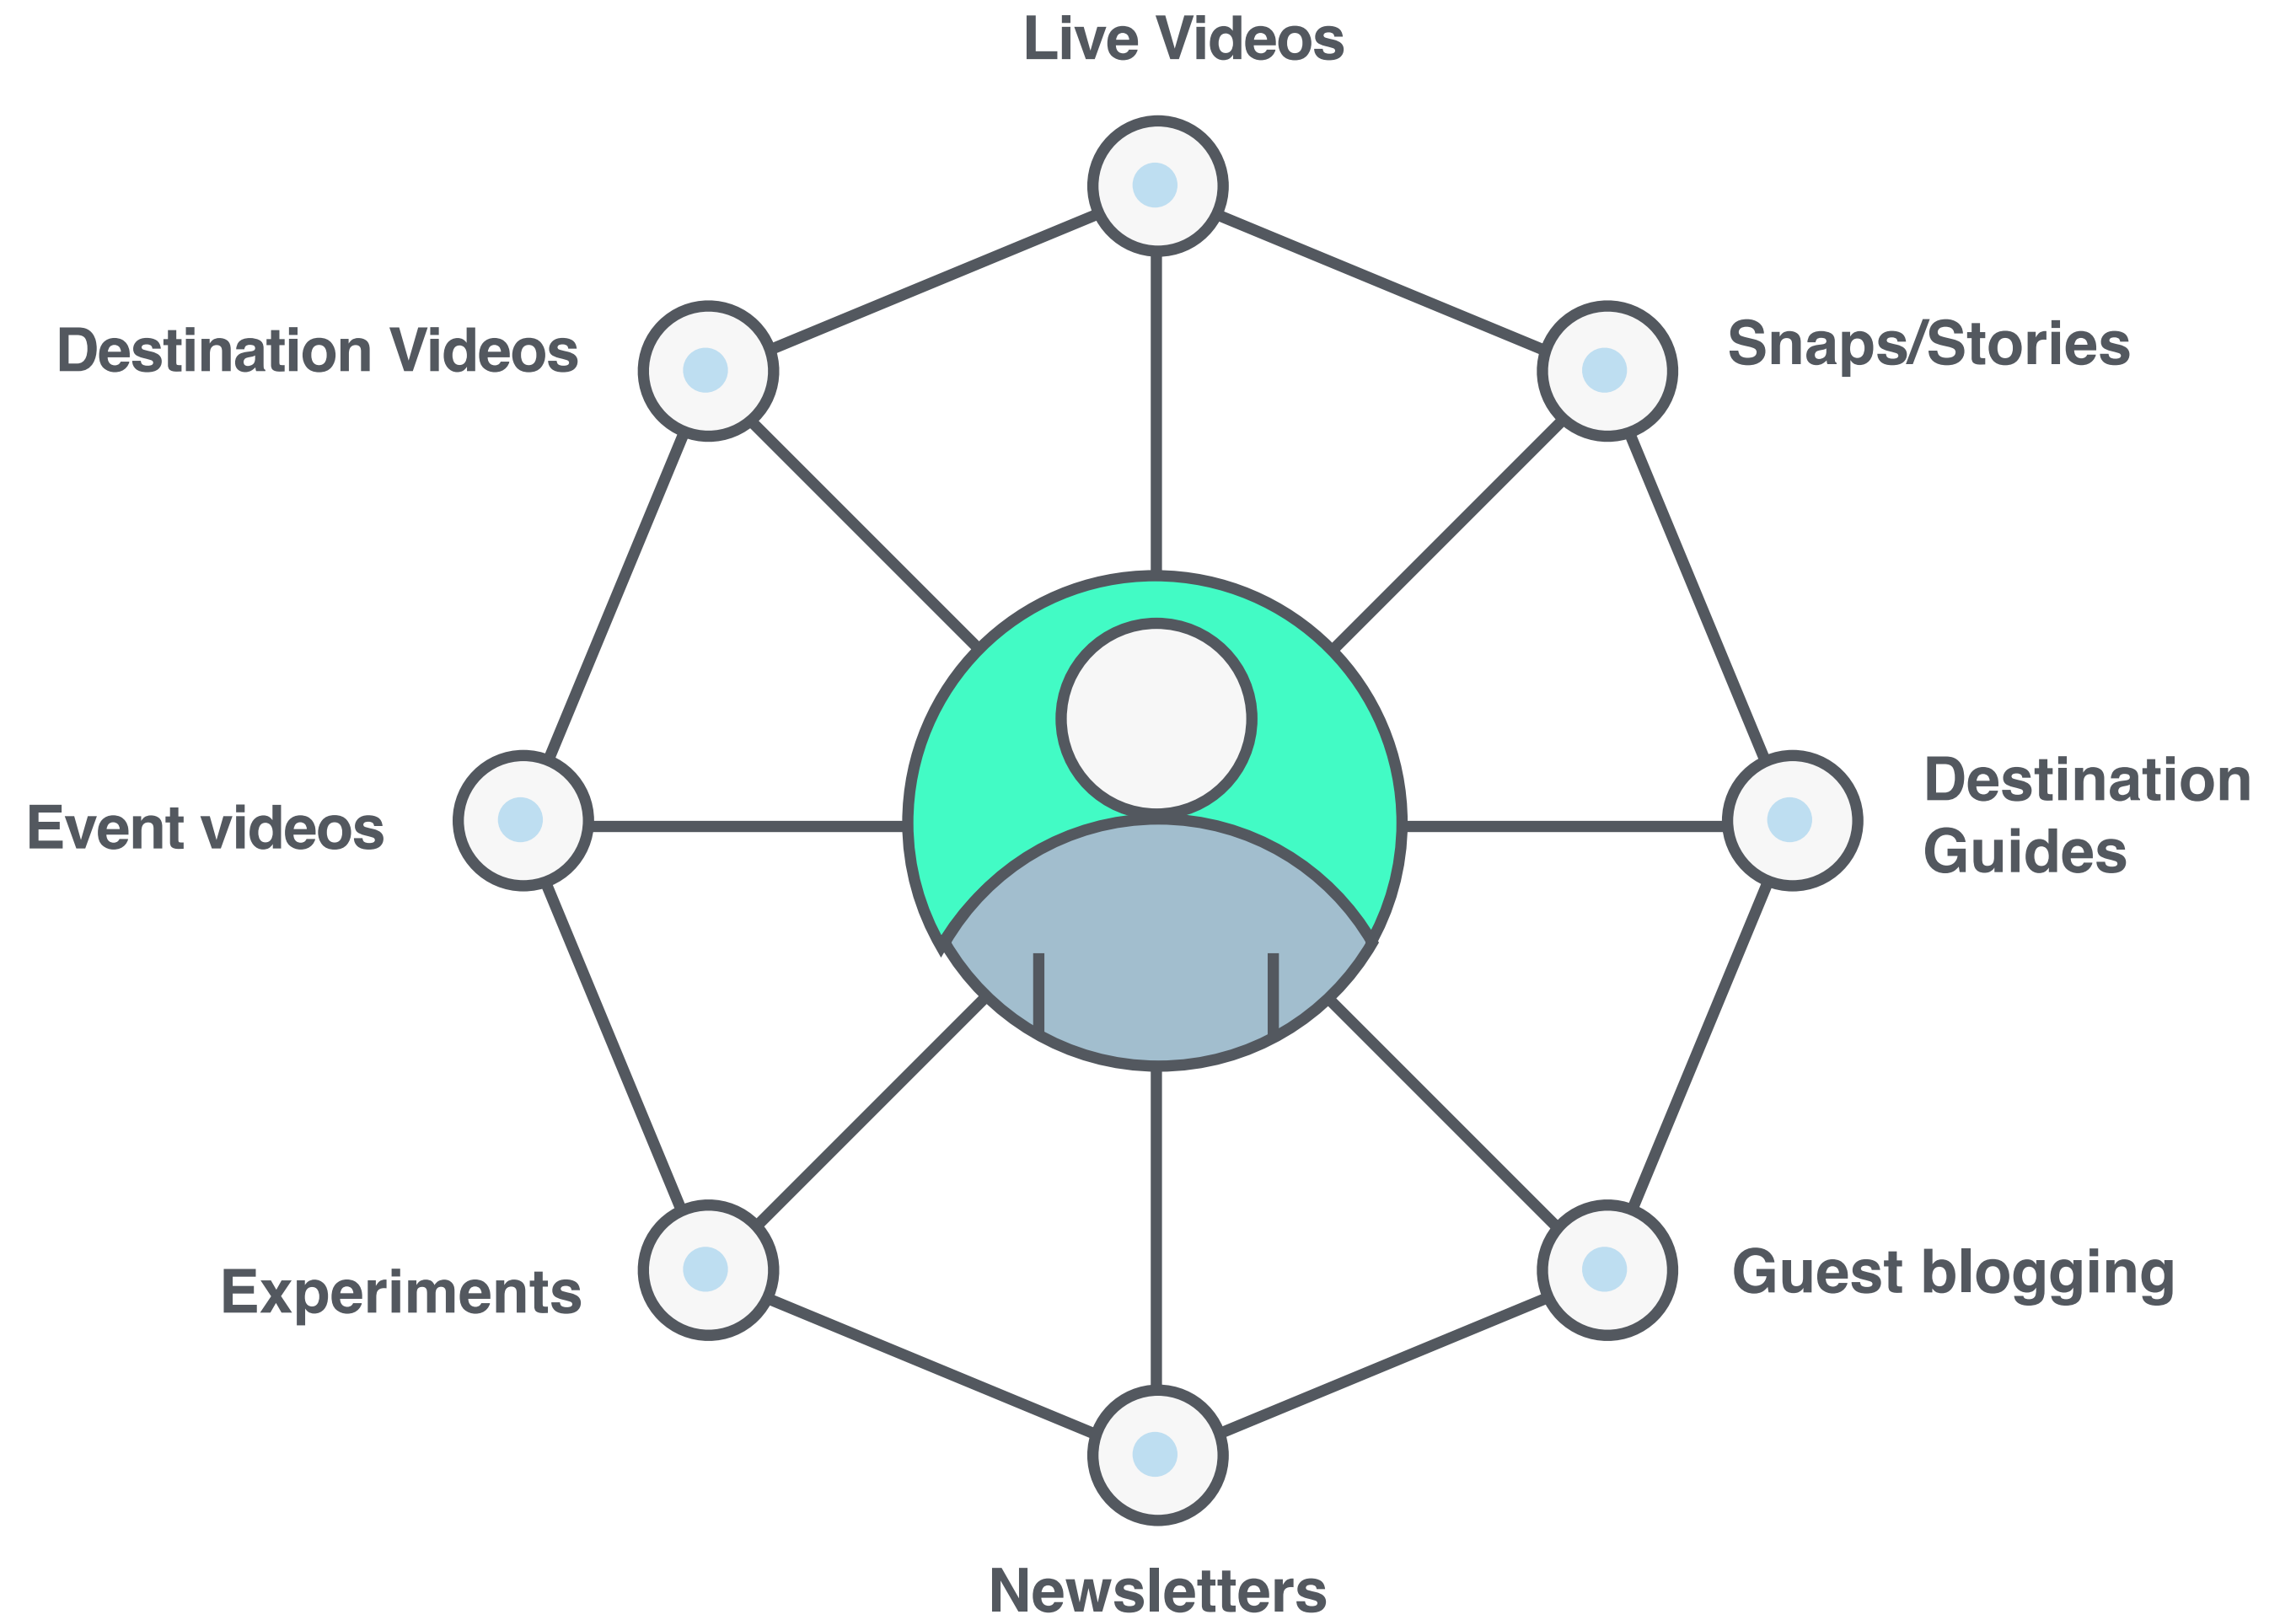 Live Videos
Destination Videos
Snaps/Stories
Event videos
Destination
Guides
Experiments
Guest blogging
Newsletters